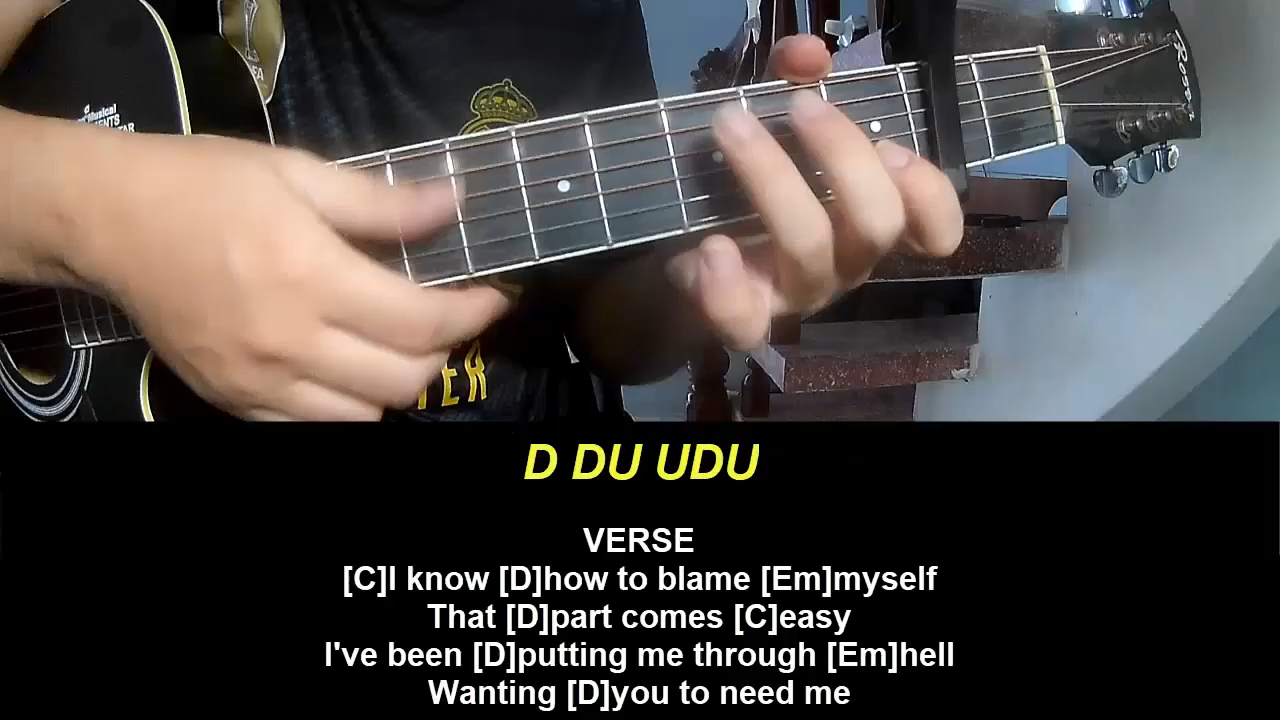 D DU UDU
VERSE
[C]I know [D]how to blame [Em]myself
That [D]part comes [C]easy
I've been [D]putting me through [Em]hell
Wanting [D]you to need me